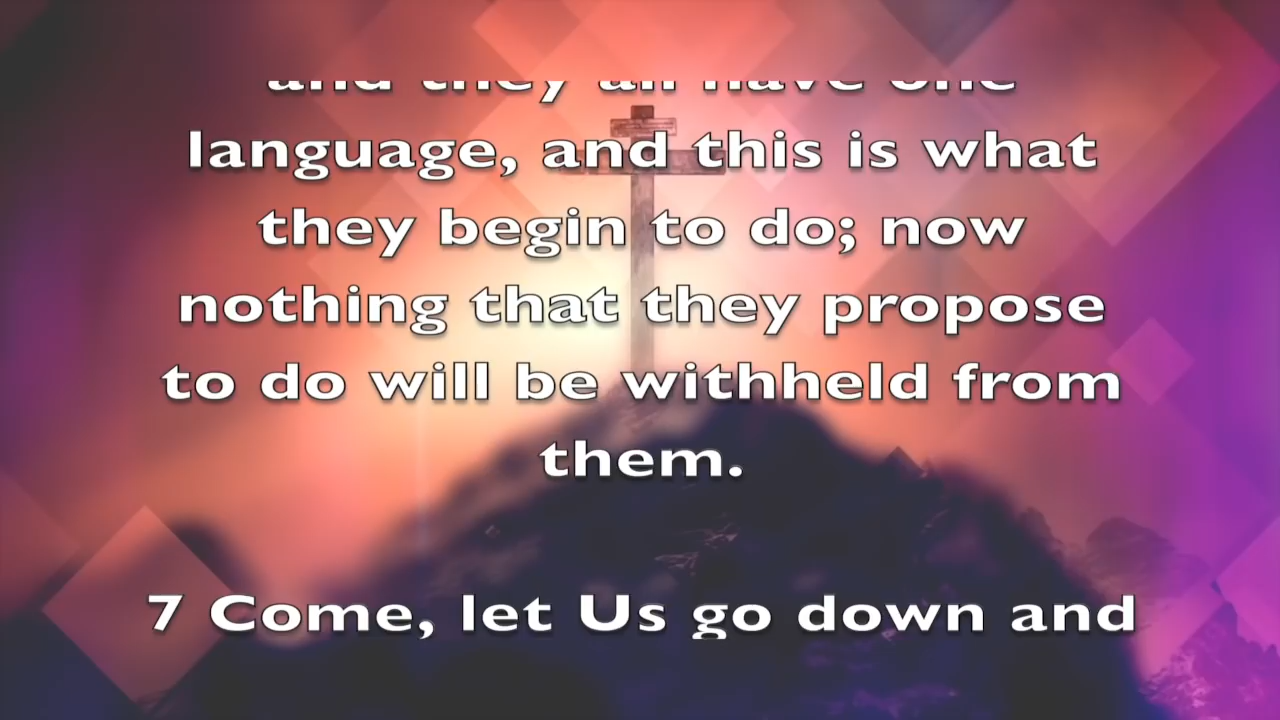 and they all have one
language, and this is what
they begin to do; now
nothing that they propose
to do will be withheld from
them.
7 Come, let Us go down and